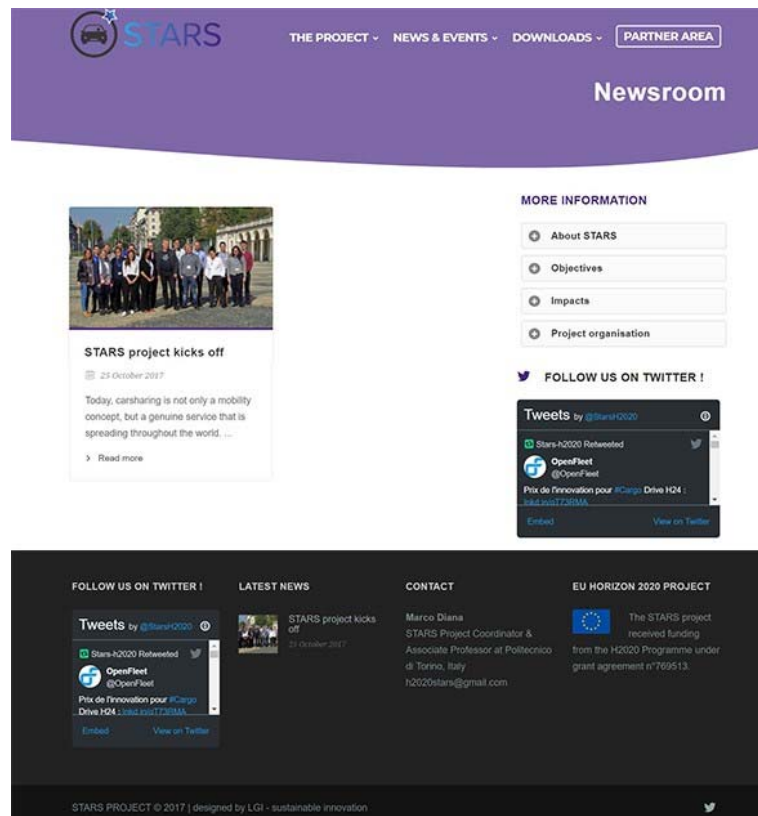 STARS
THE PROJECT NEWS & EVENTS DOWNLOADS PARTNER AREA
Newsroom
STARS project kicks off
25 October 2017
Today, carsharing is not only a mobility
concept, but a genuine service that is
spreading throughout the world. ...
Read more
MORE INFORMATION
About STARS
Objectives
Impacts
Project organisation
FOLLOW US ON TWITTER !
Tweets by @StarsH2020
Stars-h2020 Retweeted
OpenFleet
@OpenFleet
Prix de l'innovation pour #Cargo Drive H24 :
lnkd.in/gT73RMA
Embed View on Twitter
FOLLOW US ON TWITTER !
Tweets by @StarsH2020
Stars-h2020 Retweeted
OpenFleet
@OpenFleet
Prix de l'innovation pour #Cargo
Drive H24 : lnkd.in/gT73RMA
Embed View on Twitter
LATEST NEWS
STARS project kicks
off
25 October 2017
CONTACT
Marco Diana
STARS Project Coordinator &
Associate Professor at Politecnico
di Torino, Italy
h2020stars@gmail.com
EU HORIZON 2020 PROJECT
The STARS project
received funding
from the H2020 Programme under
grant agreement n°769513.
STARS PROJECT © 2017 | designed by LGI - sustainable innovation